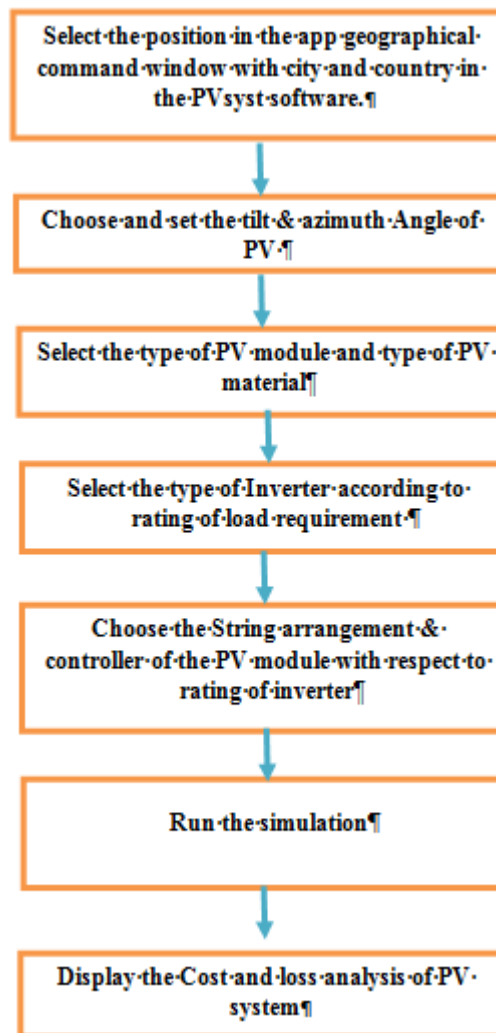 Select·the·position·in·the·app·geographical·
command·window·with·city·and·country·in·
the·PVsyst·software.¶
Choose·and·set·the·tilt·&·azimuth·Angle·of·
PV·¶
Select·the·type·of·PV·module·and·type·of·PV·
material¶
Select·the·type·of·Inverter·according·to·
rating·of·load·requirement·¶
Choose·the·String·arrangement·&·
controller·of·the·PV·module·with·respect·to·
rating·of·inverter¶
Run·the·simulation¶
Display·the·Cost·and·loss·analysis·of·PV·
system¶